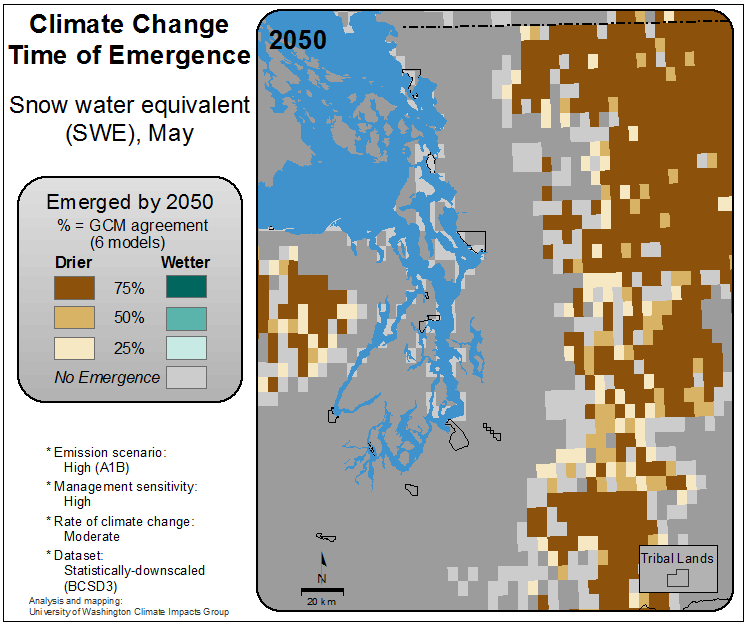 Climate Change
Time of Emergence
Snow water equivalent
(SWE), May
Emerged by 2050
% = GCM agreement
(6 models)
Drier Wetter
75%
50%
25%
No Emergence
* Emission scenario:
High (A1B)
* Management sensitivity:
High
* Rate of climate change:
Moderate
* Dataset:
Statistically-downscaled
(BCSD3)
Analysis and mapping:
University of Washington Climate Impacts Group
2050
N
20 km
Tribal Lands